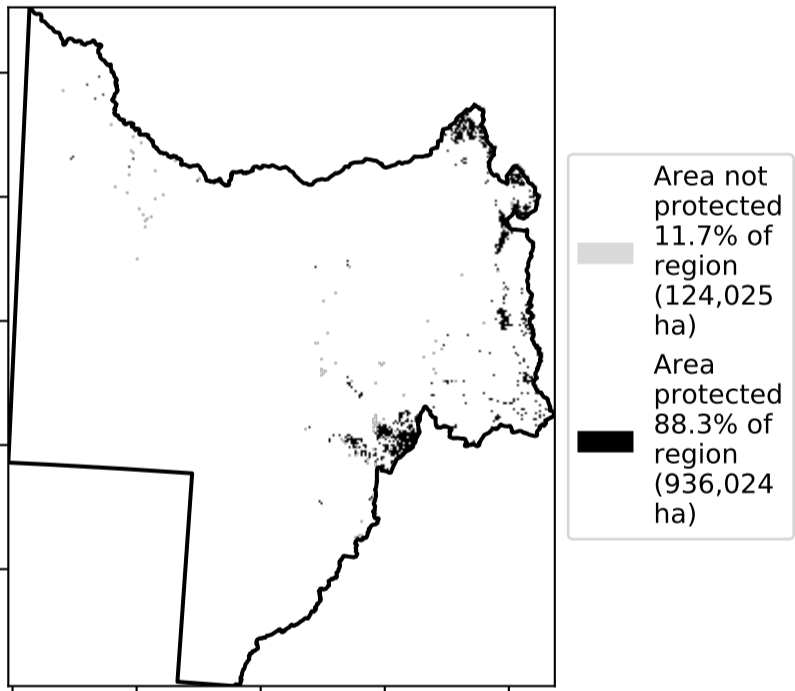 Area not
protected
11.7% of
region
(124,025
ha)
Area
protected
88.3% of
region
(936,024
ha)